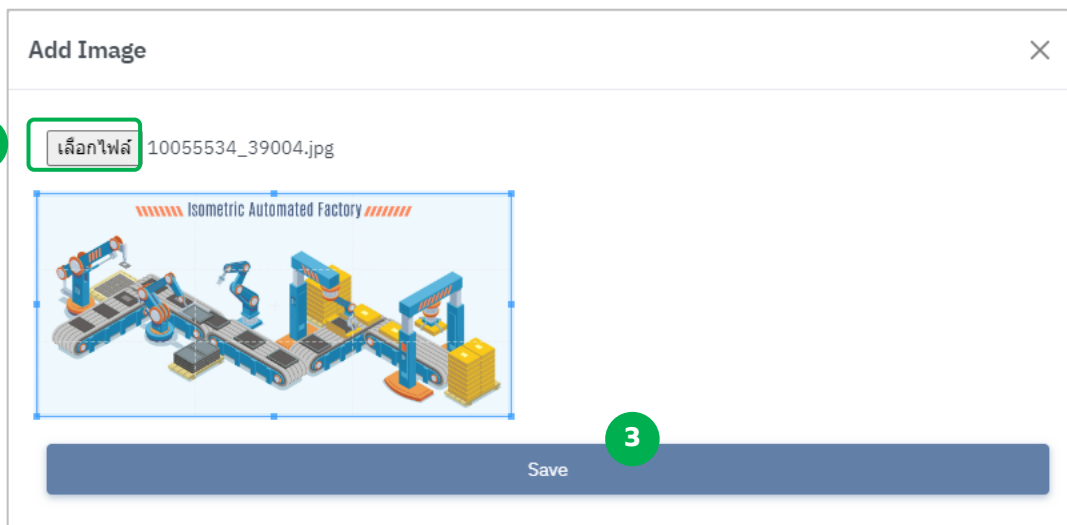 Add Image
เลือกไฟล์ 10055534_39004.jpg
Isometric Automated Factory
3
Save